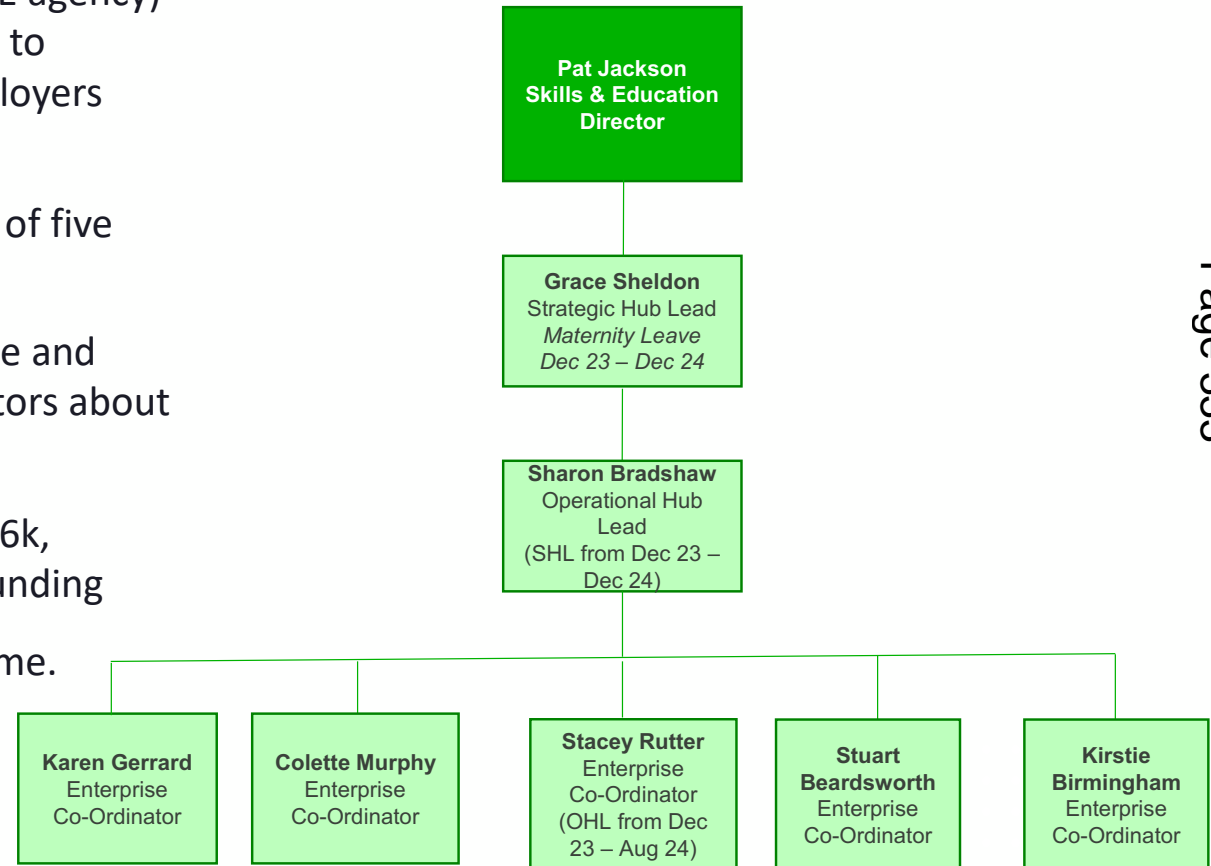 E agency)
to
loyers
of five
e and
tors about
6k,
unding
me.
Pat Jackson
Skills & Education
Director
Grace Sheldon
Strategic Hub Lead
Maternity Leave
Dec 23 – Dec 24
Sharon Bradshaw
Operational Hub
Lead
(SHL from Dec 23 –
Dec 24)
Karen Gerrard
Enterprise
Co-Ordinator
Colette Murphy
Enterprise
Co-Ordinator
Stacey Rutter
Enterprise
Co-Ordinator
(OHL from Dec
23 – Aug 24)
Stuart
Beardsworth
Enterprise
Co-Ordinator
Kirstie
Birmingham
Enterprise
Co-Ordinator
Page